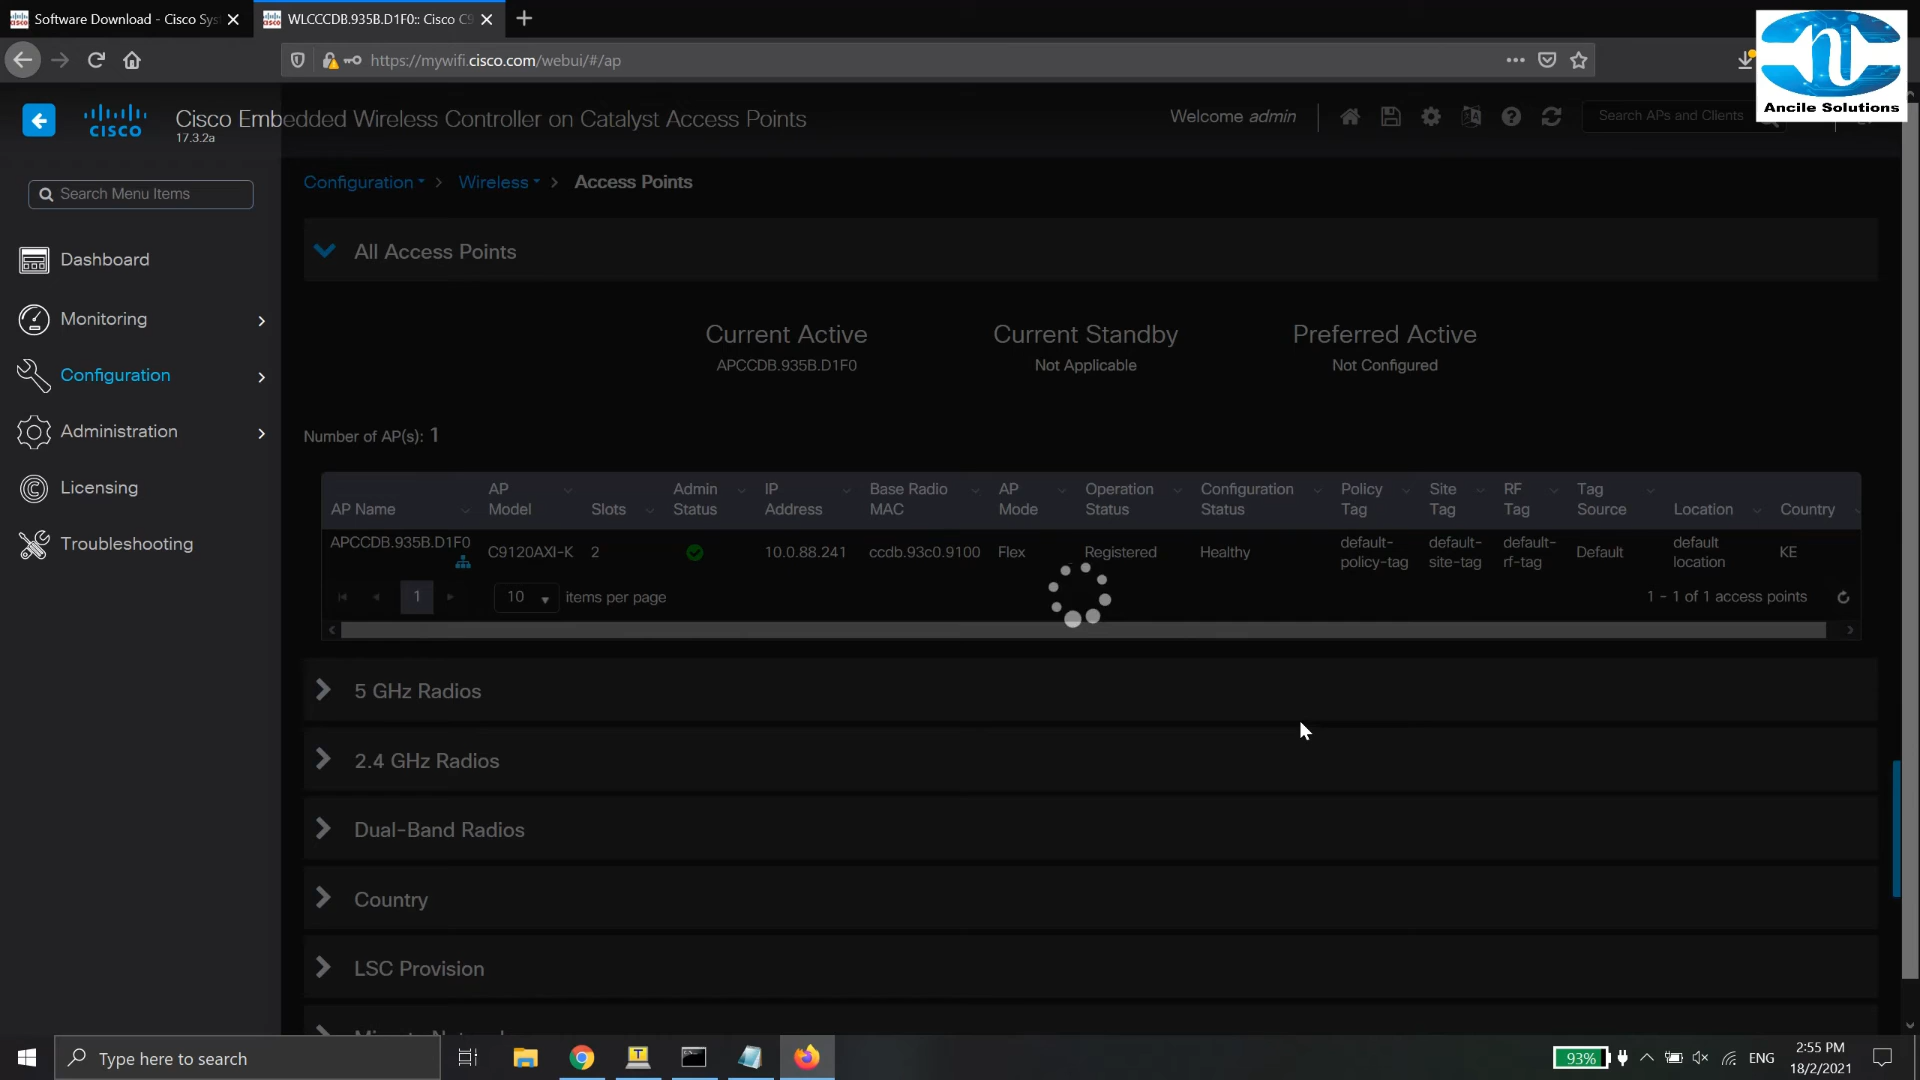 Software Download - Cisco Sys
WLCCCDB.935B.D1F0:: Cisco C9
https://mywifi.cisco.com/webui/#/ap
Ancile Solutions
CISCO
Cisco Embedded Wireless Controller on Catalyst Access Points
17.3.2a
Welcome admin
Search APs and Clients
Search Menu Items
Dashboard
Monitoring
Configuration
Administration
Licensing
Troubleshooting
Configuration > Wireless > Access Points
All Access Points
Current Active
APCCDB.935B.D1F0
Current Standby
Not Applicable
Preferred Active
Not Configured
Number of AP(s): 1
AP Name
AP Model
Slots
Admin Status
IP Address
Base Radio MAC
AP Mode
Operation Status
Configuration Status
Policy Tag
Site Tag
RF Tag
Tag Source
Location
Country
APCCDB.935B.D1F0
C9120AXI-K
2
10.0.88.241
ccdb.93c0.9100
Flex
Registered
Healthy
default-policy-tag
default-site-tag
default-rf-tag
Default
default location
KE
1
10
items per page
1 - 1 of 1 access points
5 GHz Radios
2.4 GHz Radios
Dual-Band Radios
Country
LSC Provision
Type here to search
93%
ENG
2:55 PM
18/2/2021